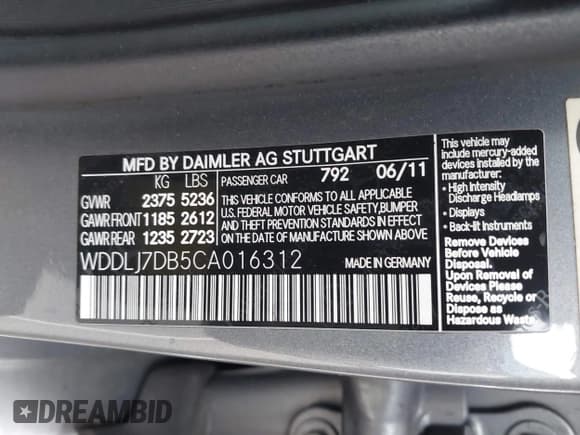 MFD BY DAIMLER AG STUTTGART
KG LBS
PASSENGER CAR 792 06/11
GVWR 2375 5236
GAWR FRONT 1185 2612
GAWR REAR 1235 2723
THIS VEHICLE CONFORMS TO ALL APPLICABLE
U.S. FEDERAL MOTOR VEHICLE SAFETY,BUMPER
AND THEFT PREVENTION STANDARDS IN EFFECT
ON THE DATE OF MANUFACTURE SHOWN ABOVE.
WDDLJ7DB5CA016312
MADE IN GERMANY
This vehicle may
include mercury-added
devices installed by the
manufacturer:
• High Intensity
Discharge Headlamps
• Displays
• Back-lit Instruments
Remove Devices
Before Vehicle
Disposal.
Upon Removal of
Devices Please
Reuse, Recycle or
Dispose as
Hazardous Waste
DREAMBID